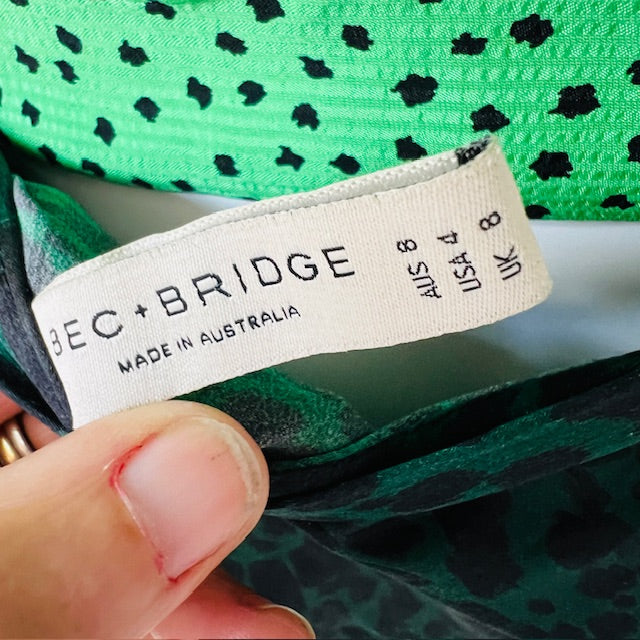 BEC + BRIDGE
MADE IN AUSTRALIA
AUS 8
USA 4
UK 8